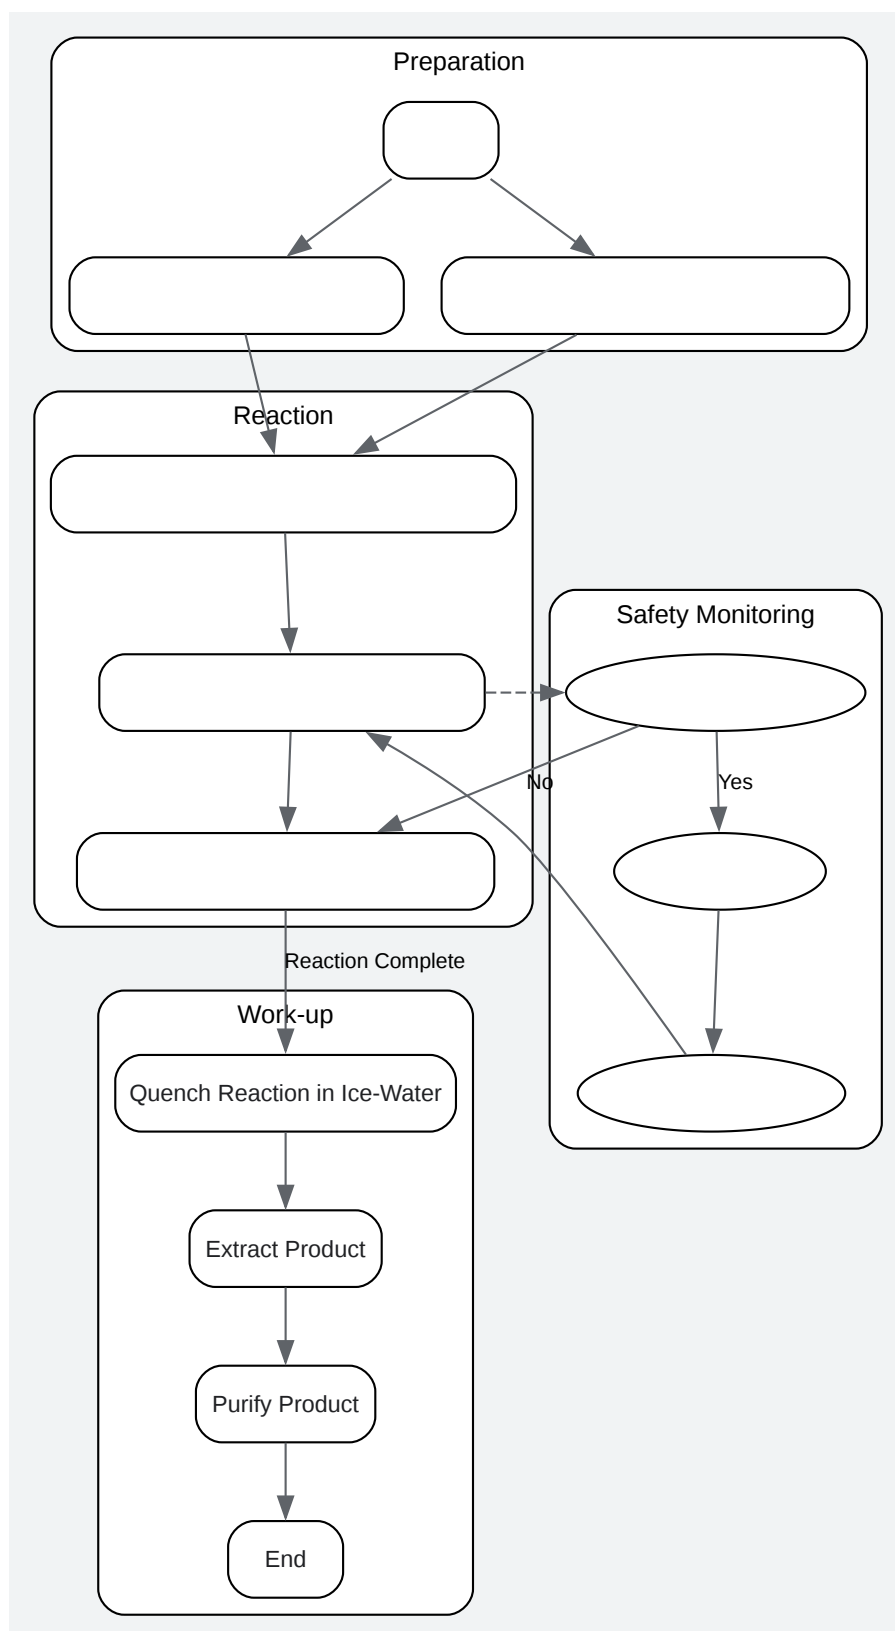 Preparation
Reaction
Safety Monitoring
No
Yes
Reaction Complete
Work-up
Quench Reaction in Ice-Water
Extract Product
Purify Product
End